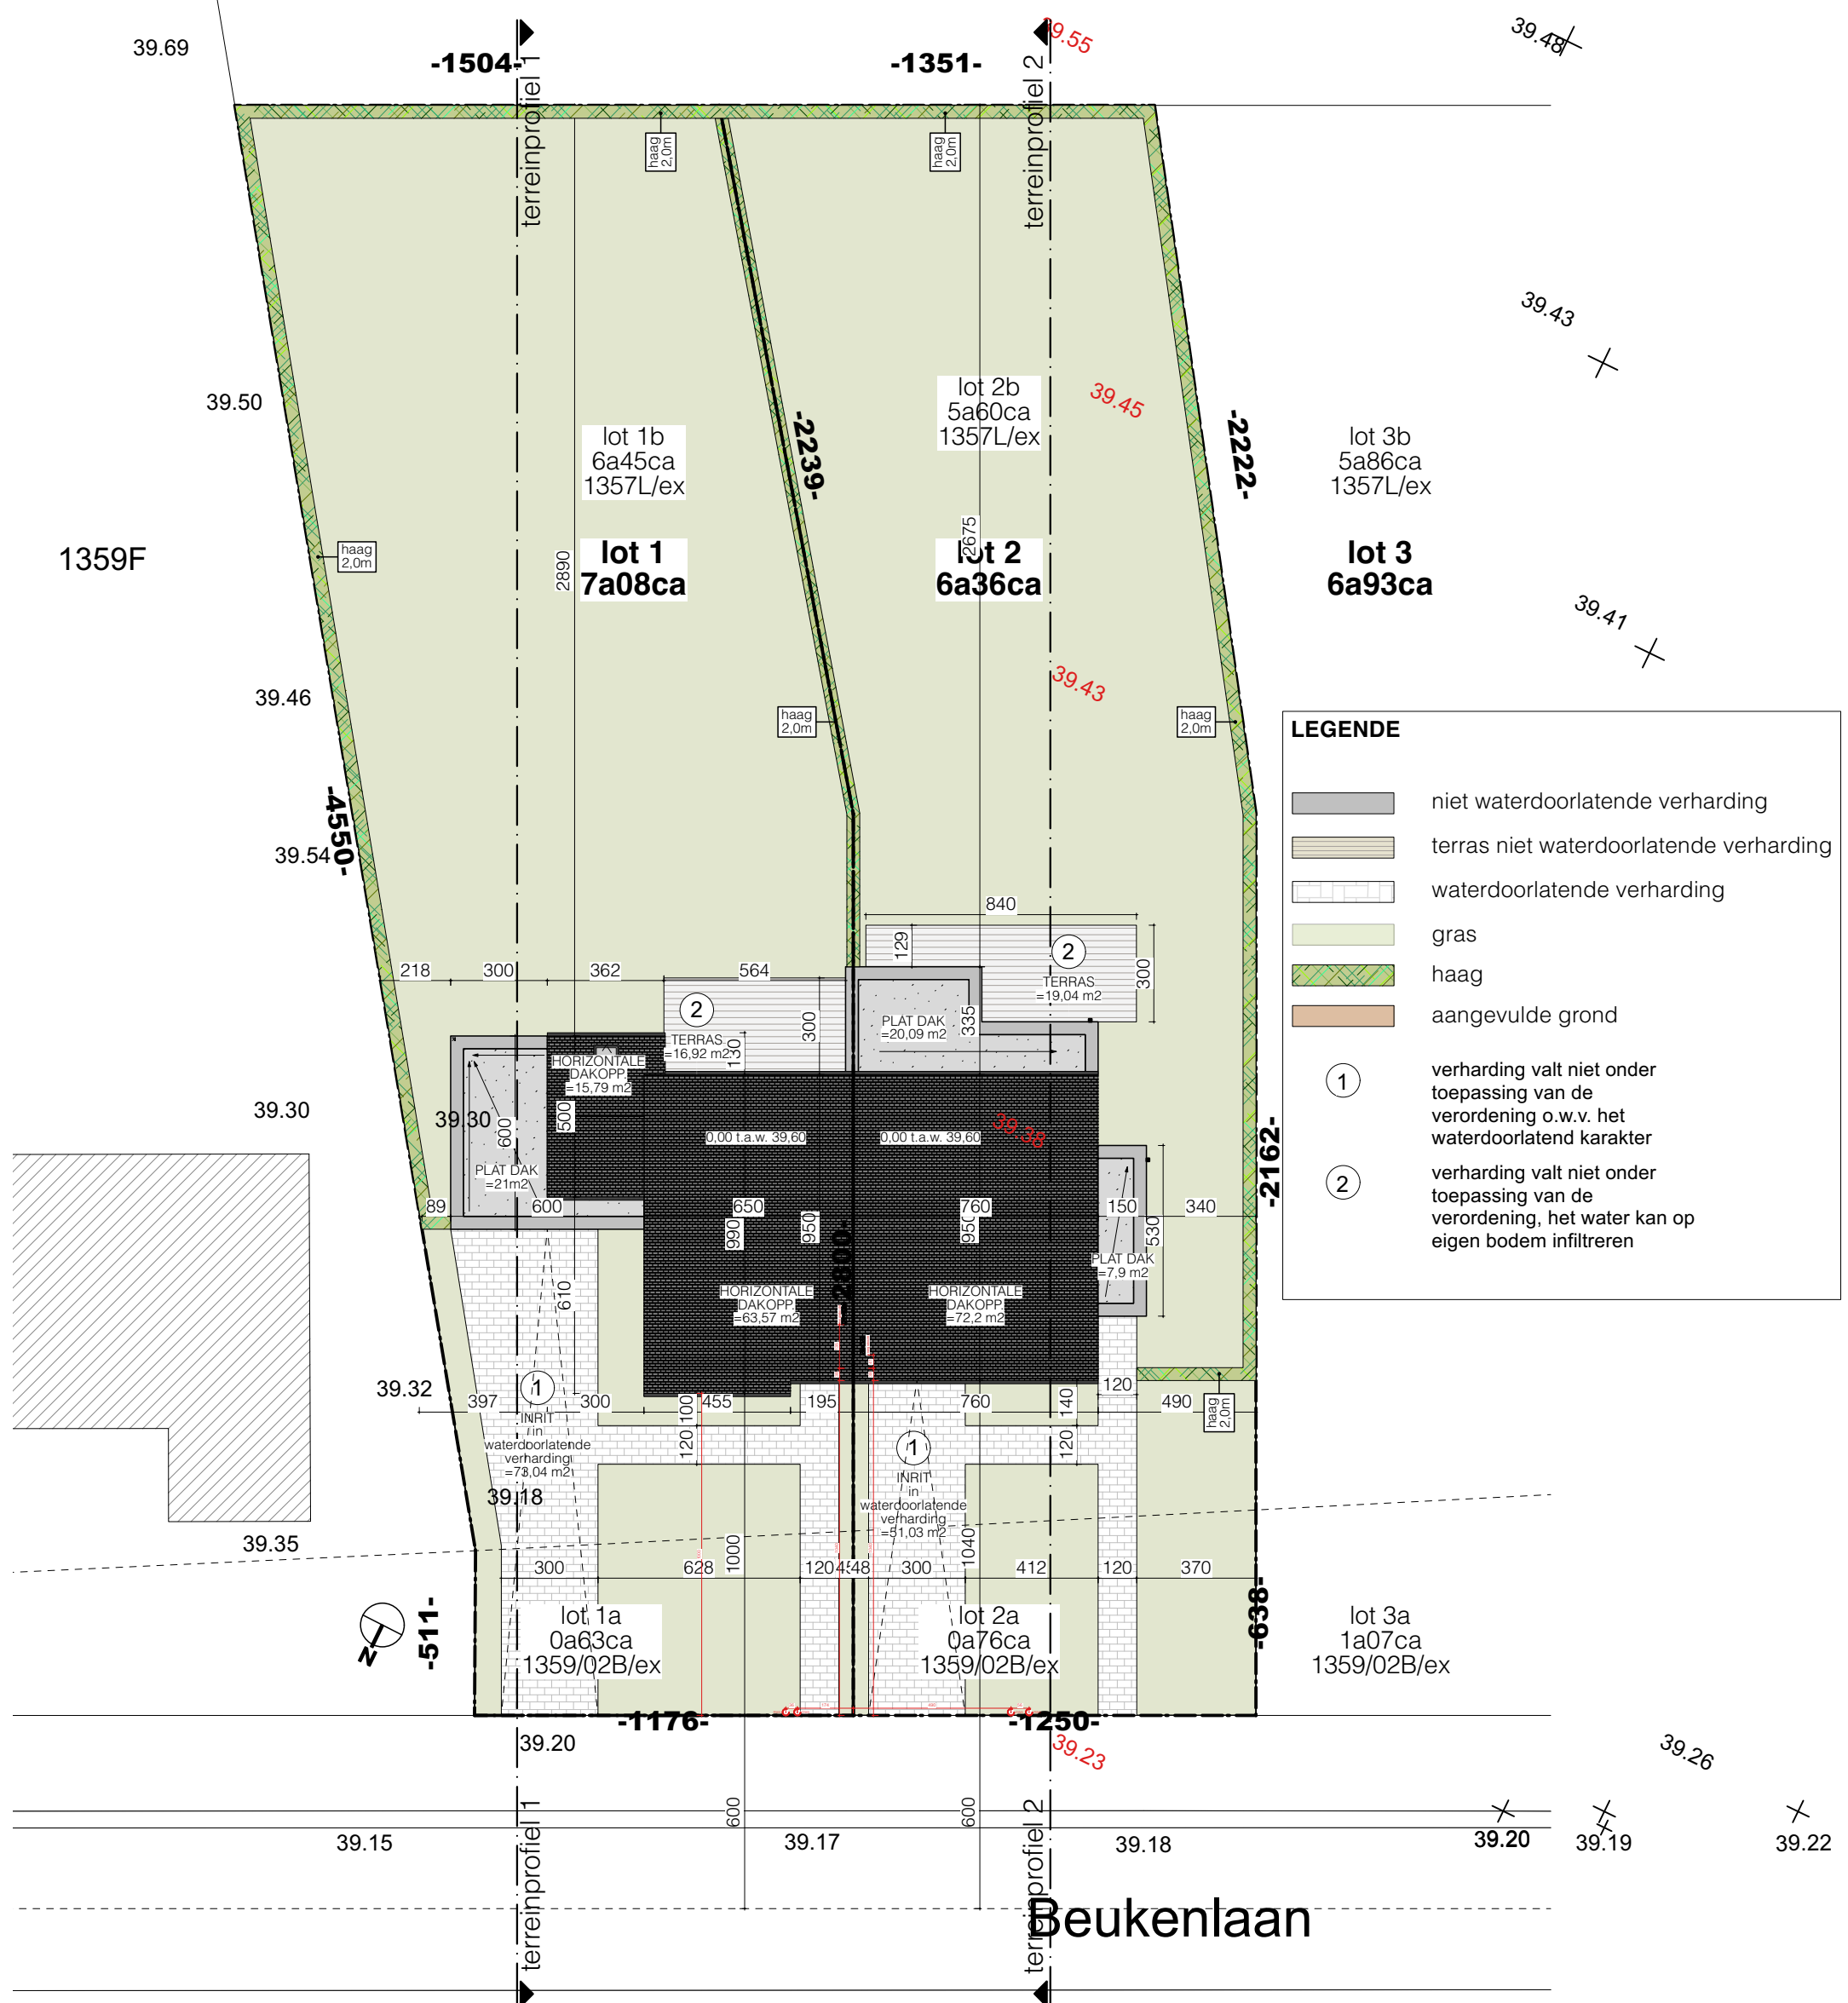 39.69
-1504-
-1351-
39.55
39.48
terreinprofiel 1
terreinprofiel 2
haag
2,0m
haag
2,0m
39.43
39.50
lot 1b
6a45ca
1357L/ex
-2239-
lot 2b
5a60ca
1357L/ex
39.45
-2222-
lot 3b
5a86ca
1357L/ex
1359F
haag
2,0m
2890
lot 1
7a08ca
2675
lot 2
6a36ca
lot 3
6a93ca
39.41
39.46
39.43
haag
2,0m
haag
2,0m
-4550-
39.54
LEGENDE
niet waterdoorlatende verharding
terras niet waterdoorlatende verharding
waterdoorlatende verharding
gras
haag
aangevulde grond
1
verharding valt niet onder
toepassing van de
verordening o.w.v. het
waterdoorlatend karakter
2
verharding valt niet onder
toepassing van de
verordening, het water kan op
eigen bodem infiltreren
840
129
2
TERRAS
=19,04 m2
300
218
300
362
564
2
TERRAS
=16,92 m2
130
300
PLAT DAK
=20,09 m2
335
HORIZONTALE
DAKOPP.
=15,79 m2
39.30
39.30
600
500
0,00 t.a.w. 39,60
0,00 t.a.w. 39,60
39.38
-2162-
PLAT DAK
=21m2
89
600
650
760
150
340
990
950
950
530
-2800-
PLAT DAK
=7,9 m2
610
HORIZONTALE
DAKOPP.
=63,57 m2
HORIZONTALE
DAKOPP.
=72,2 m2
39.32
1
397
300
100
455
195
760
140
120
490
haag
2,0m
INRIT
in
waterdoorlatende
verharding
=73,04 m2
120
1
120
INRIT
in
waterdoorlatende
verharding
=51,03 m2
39.18
39.35
300
628
1000
120
48
300
1040
412
120
370
-511-
N
lot 1a
0a63ca
1359/02B/ex
lot 2a
0a76ca
1359/02B/ex
-638-
lot 3a
1a07ca
1359/02B/ex
-1176-
-1250-
39.20
39.23
39.26
600
600
39.15
39.17
39.18
39.20
39.19
39.22
terreinprofiel 1
terreinprofiel 2
Beukenlaan